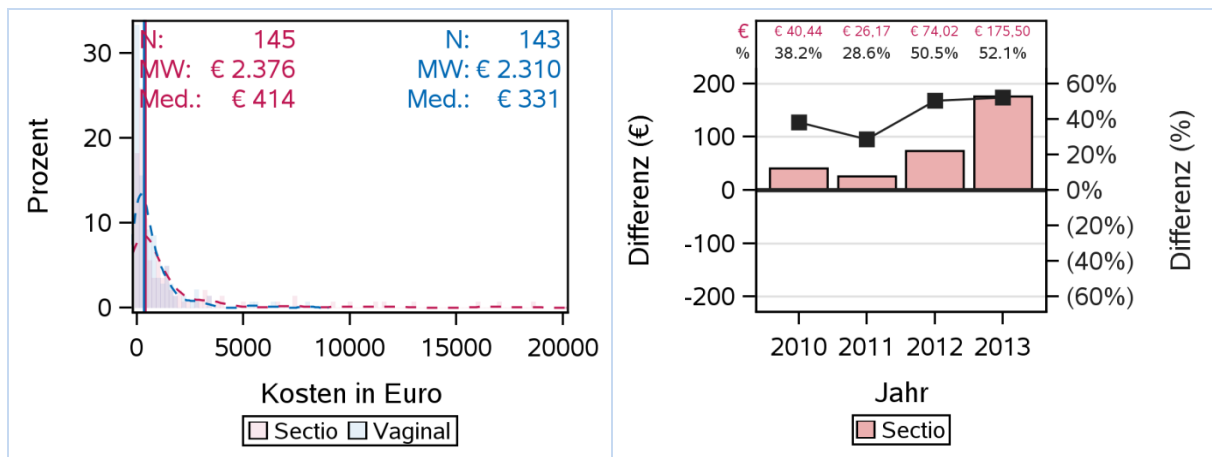 N: 145
MW: € 2.376
Med.: € 414
N: 143
MW: € 2.310
Med.: € 331
Prozent
30
20
10
0
0 5000 10000 15000 20000
Kosten in Euro
Sectio Vaginal
€ € 40,44 € 26,17 € 74,02 € 175,50
% 38.2% 28.6% 50.5% 52.1%
Differenz (€)
200
100
0
-100
-200
60%
40%
20%
0%
(20%)
(40%)
(60%)
Differenz (%)
2010 2011 2012 2013
Jahr
Sectio